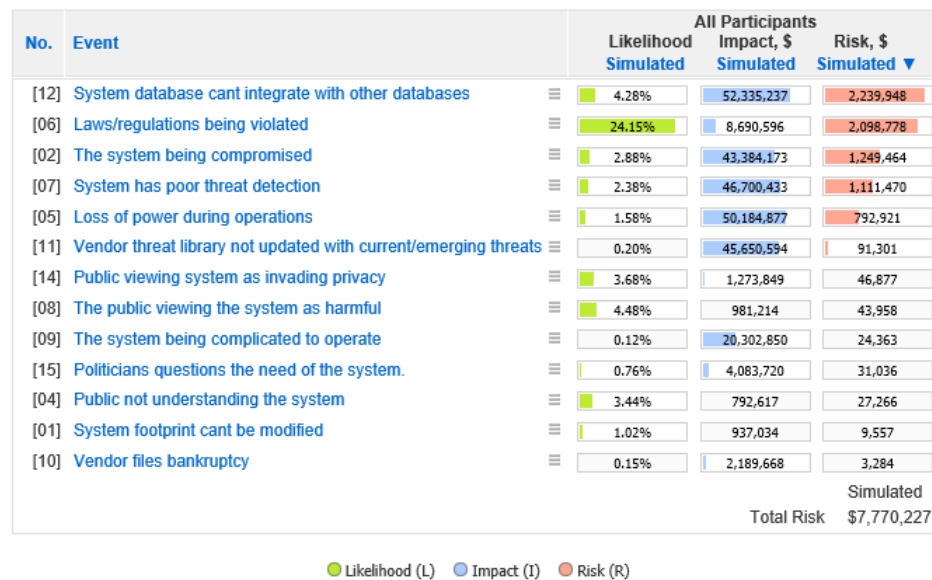 All Participants
No. Event Likelihood Impact, $ Risk, $
Simulated Simulated Simulated ▼
[12] System database cant integrate with other databases 4.28% 52,335,237 2,239,948
[06] Laws/regulations being violated 24.15% 8,690,596 2,098,778
[02] The system being compromised 2.88% 43,384,173 1,249,464
[07] System has poor threat detection 2.38% 46,700,433 1,111,470
[05] Loss of power during operations 1.58% 50,184,877 792,921
[11] Vendor threat library not updated with current/emerging threats 0.20% 45,650,594 91,301
[14] Public viewing system as invading privacy 3.68% 1,273,849 46,877
[08] The public viewing the system as harmful 4.48% 981,214 43,958
[09] The system being complicated to operate 0.12% 20,302,850 24,363
[15] Politicians questions the need of the system. 0.76% 4,083,720 31,036
[04] Public not understanding the system 3.44% 792,617 27,266
[01] System footprint cant be modified 1.02% 937,034 9,557
[10] Vendor files bankruptcy 0.15% 2,189,668 3,284
Simulated
Total Risk $7,770,227
Likelihood (L) Impact (I) Risk (R)